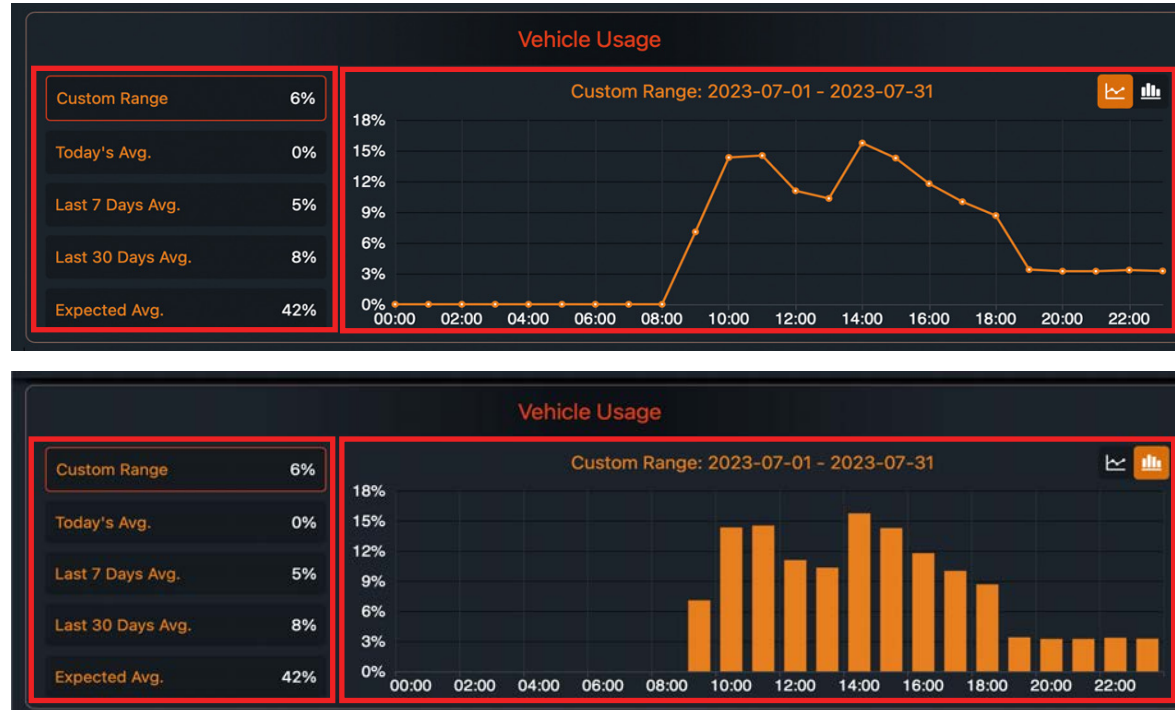 Vehicle Usage
Custom Range 6%
Today's Avg. 0%
Last 7 Days Avg. 5%
Last 30 Days Avg. 8%
Expected Avg. 42%
Custom Range: 2023-07-01 - 2023-07-31
18%
15%
12%
9%
6%
3%
0%
00:00 02:00 04:00 06:00 08:00 10:00 12:00 14:00 16:00 18:00 20:00 22:00
Vehicle Usage
Custom Range 6%
Today's Avg. 0%
Last 7 Days Avg. 5%
Last 30 Days Avg. 8%
Expected Avg. 42%
Custom Range: 2023-07-01 - 2023-07-31
18%
15%
12%
9%
6%
3%
0%
00:00 02:00 04:00 06:00 08:00 10:00 12:00 14:00 16:00 18:00 20:00 22:00